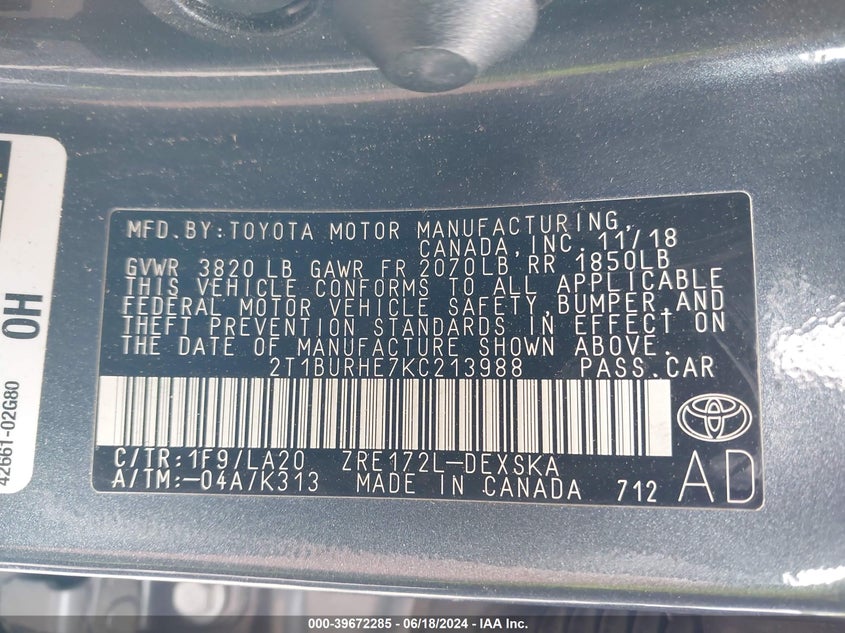 MFD.BY:TOYOTA MOTOR MANUFACTURING,
CANADA,INC. 11/18
GVWR 3820 LB GAWR FR 2070LB RR 1850LB
THIS VEHICLE CONFORMS TO ALL APPLICABLE
FEDERAL MOTOR VEHICLE SAFETY,BUMPER,AND
THEFT PREVENTION STANDARDS IN EFFECT ON
THE DATE OF MANUFACTURE SHOWN ABOVE.
2T1BURHE7KC213988 PASS.CAR
C/TR:1F9/LA20 ZRE172L-DEXSKA
A/TM:-04A/K313 MADE IN CANADA 712 AD
42661-02G80
0H
000-39672285 - 06/18/2024 - IAA Inc.